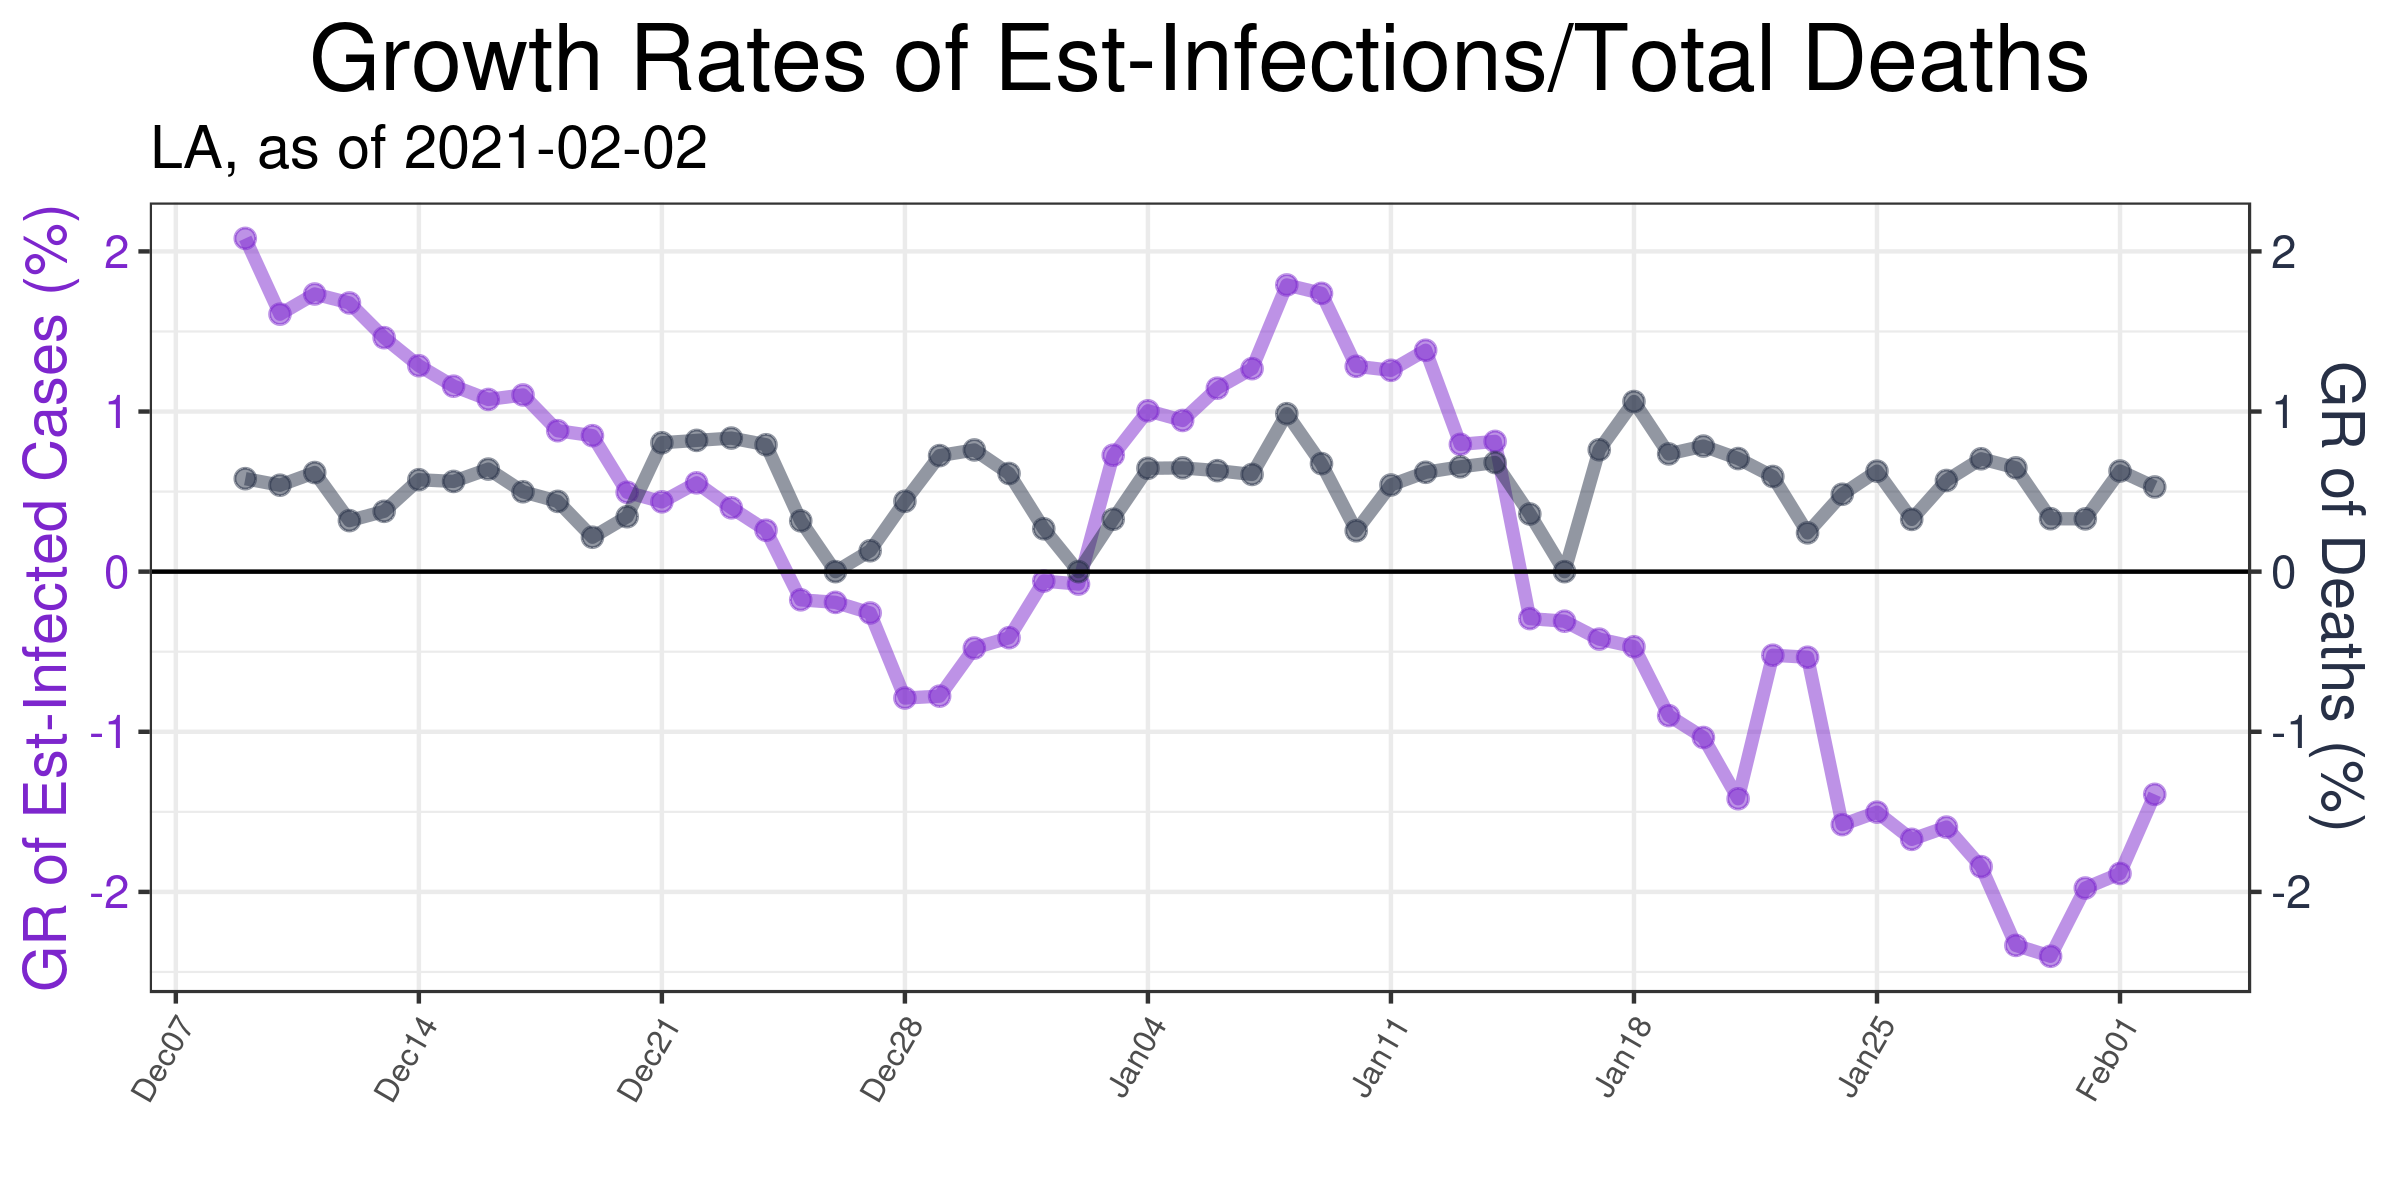 Growth Rates of Est-Infections/Total Deaths
LA, as of 2021-02-02
GR of Est-Infected Cases (%)
2
1
0
-1
-2
2
1
0
-1
-2
GR of Deaths (%)
Dec07
Dec14
Dec21
Dec28
Jan04
Jan11
Jan18
Jan25
Feb01